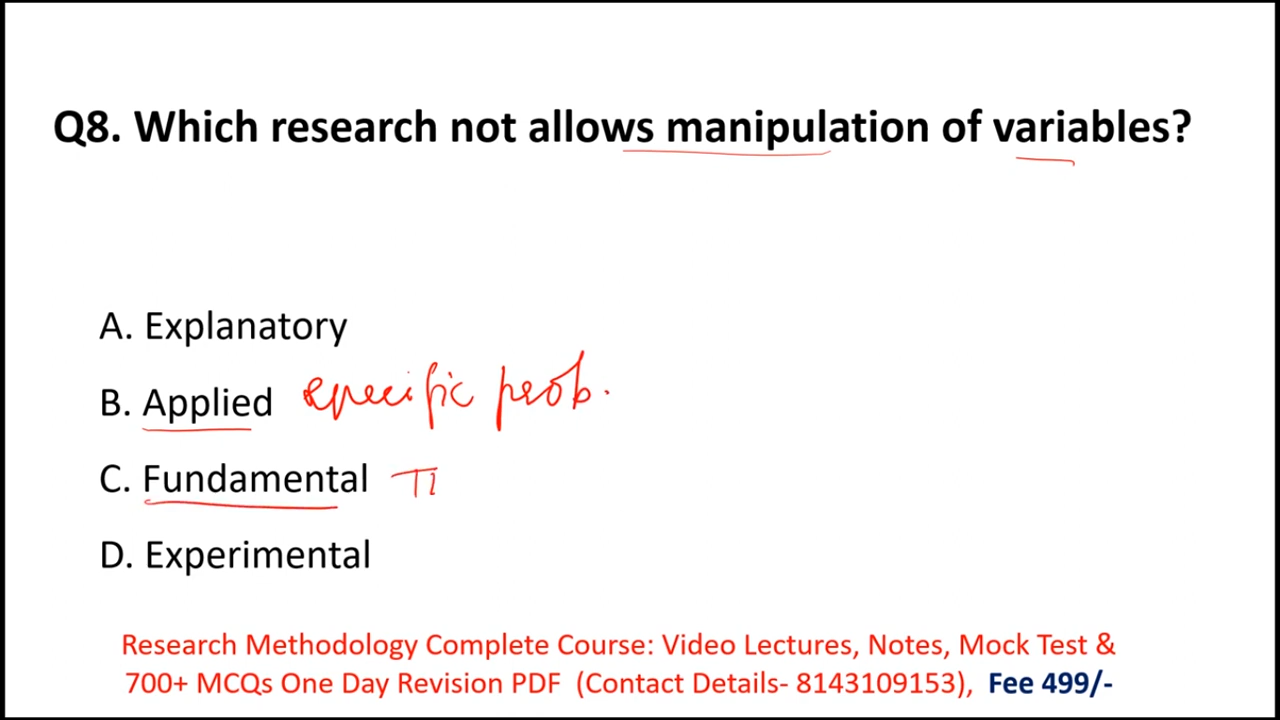 Q8. Which research not allows manipulation of variables?
A. Explanatory
B. Applied specific prob.
C. Fundamental
D. Experimental
Research Methodology Complete Course: Video Lectures, Notes, Mock Test &
700+ MCQs One Day Revision PDF (Contact Details- 8143109153), Fee 499/-